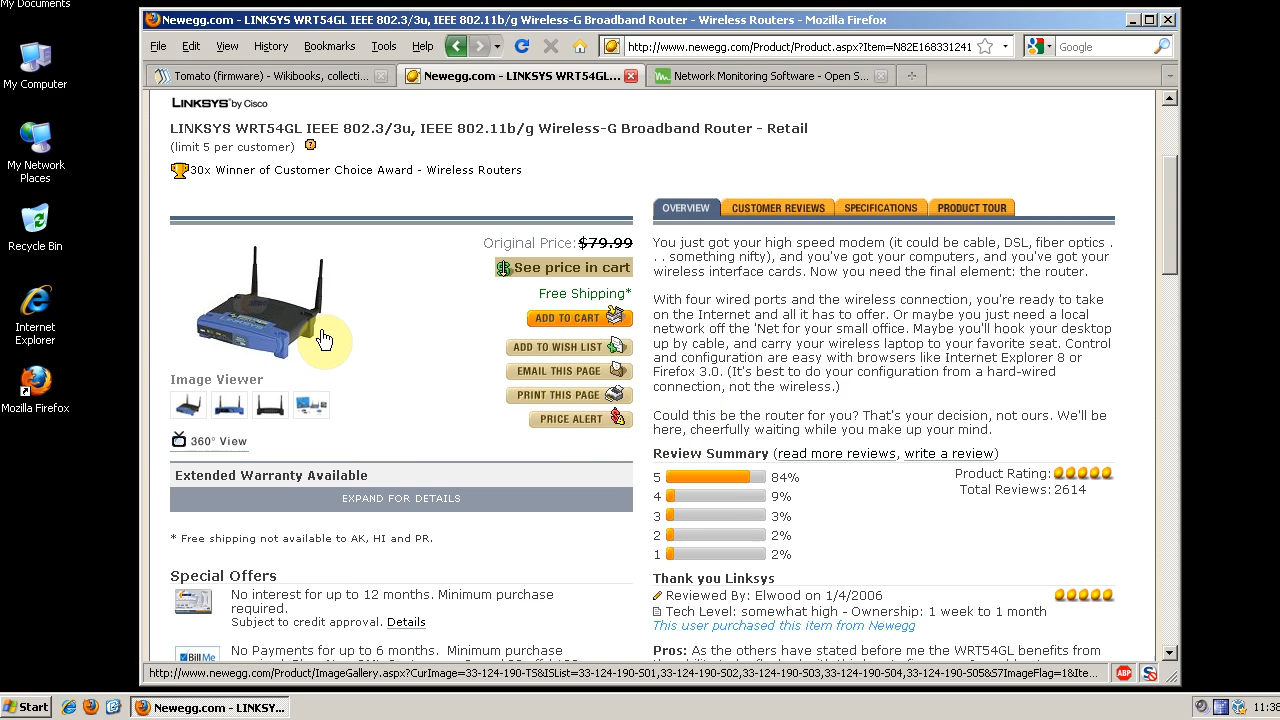 My Documents
My Computer
My Network
Places
Recycle Bin
Internet
Explorer
Mozilla Firefox
Newegg.com - LINKSYS WRT54GL IEEE 802.3/3u, IEEE 802.11b/g Wireless-G Broadband Router - Wireless Routers - Mozilla Firefox
File Edit View History Bookmarks Tools Help
http://www.newegg.com/Product/Product.aspx?Item=N82E168331241
Google
Tomato (firmware) - Wikibooks, collecti...
Newegg.com - LINKSYS WRT54GL...
Network Monitoring Software - Open S...
LINKSYS by Cisco
LINKSYS WRT54GL IEEE 802.3/3u, IEEE 802.11b/g Wireless-G Broadband Router - Retail
(limit 5 per customer) ?
30x Winner of Customer Choice Award - Wireless Routers
Original Price: $79.99
See price in cart
Free Shipping*
ADD TO CART
ADD TO WISH LIST
EMAIL THIS PAGE
PRINT THIS PAGE
PRICE ALERT
Image Viewer
360° View
Extended Warranty Available
EXPAND FOR DETAILS
* Free shipping not available to AK, HI and PR.
Special Offers
No interest for up to 12 months. Minimum purchase
required.
Subject to credit approval. Details
Bill Me
No Payments for up to 6 months. Minimum purchase
OVERVIEW CUSTOMER REVIEWS SPECIFICATIONS PRODUCT TOUR
You just got your high speed modem (it could be cable, DSL, fiber optics .
. . something nifty), and you've got your computers, and you've got your
wireless interface cards. Now you need the final element: the router.
With four wired ports and the wireless connection, you're ready to take
on the Internet and all it has to offer. Or maybe you just need a local
network off the 'Net for your small office. Maybe you'll hook your desktop
up by cable, and carry your wireless laptop to your favorite seat. Control
and configuration are easy with browsers like Internet Explorer 8 or
Firefox 3.0. (It's best to do your configuration from a hard-wired
connection, not the wireless.)
Could this be the router for you? That's your decision, not ours. We'll be
here, cheerfully waiting while you make up your mind.
Review Summary (read more reviews, write a review)
5 84%
4 9%
3 3%
2 2%
1 2%
Product Rating:
Total Reviews: 2614
Thank you Linksys
Reviewed By: Elwood on 1/4/2006
Tech Level: somewhat high - Ownership: 1 week to 1 month
This user purchased this item from Newegg
Pros: As the others have stated before me the WRT54GL benefits from
http://www.newegg.com/Product/ImageGallery.aspx?CurImage=33-124-190-TS&ISList=33-124-190-S01,33-124-190-S02,33-124-190-S03,33-124-190-S04,33-124-190-S05&S7ImageFlag=1&Ite...
ABP
Start
Newegg.com - LINKSY...
11:38